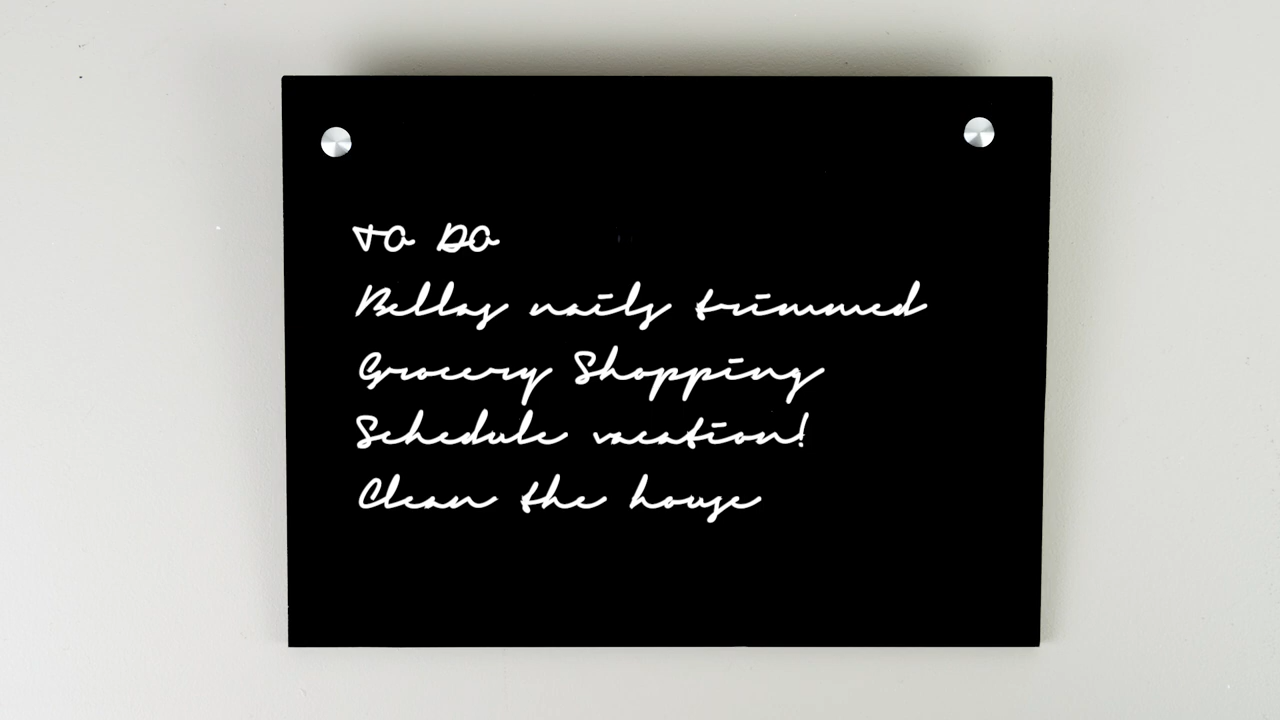 TO DO
Bellas nails trimmed
Grocery Shopping
Schedule vacation!
Clean the house